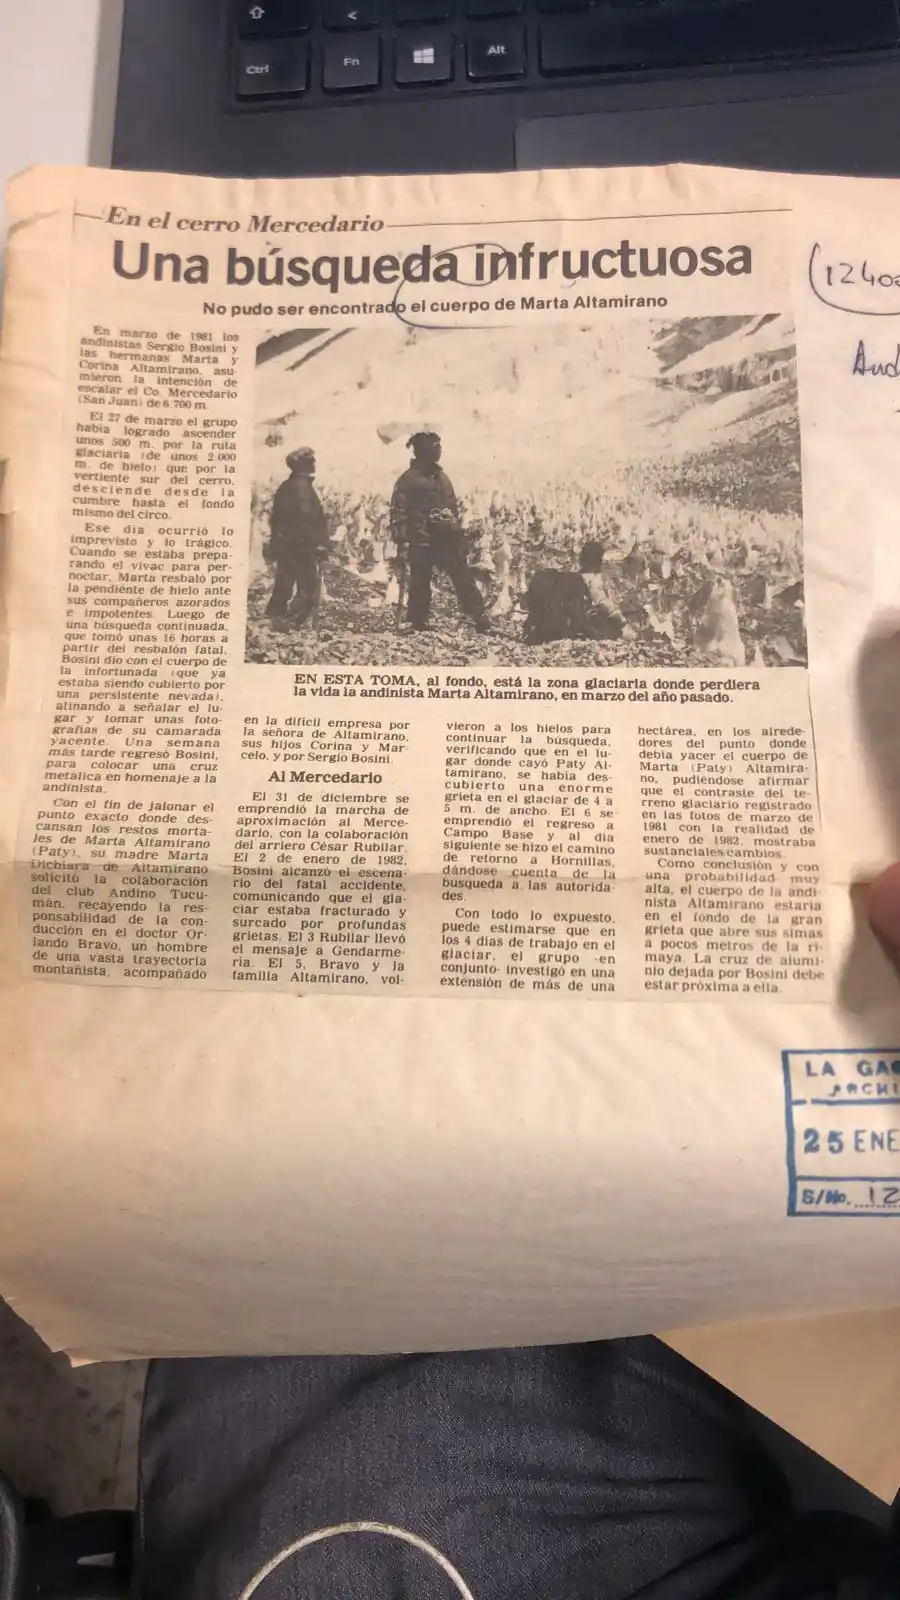 Ctrl
Fn
Alt
En el cerro Mercedario
Una búsqueda infructuosa
No pudo ser encontrado el cuerpo de Marta Altamirano
(1240
And
En marzo de 1981 los
andinistas Sergio Bosini y
las hermanas Marta y
Corina Altamirano, asu-
mieron la intención de
escalar el Co. Mercedario
(San Juan) de 6.700 m.
El 27 de marzo el grupo
había logrado ascender
unos 500 m. por la ruta
glaciaria (de unos 2.000
m. de hielo) que por la
vertiente sur del cerro,
desciende desde la
cumbre hasta el fondo
mismo del circo.
Ese día ocurrió lo
imprevisto y lo trágico.
Cuando se estaba prepa-
rando el vivac para per-
noctar, Marta resbaló por
la pendiente de hielo ante
sus compañeros azorados
e impotentes. Luego de
una búsqueda continuada,
que tomó unas 16 horas a
partir del resbalón fatal,
Bosini dio con el cuerpo de
la infortunada (que ya
estaba siendo cubierto por
una persistente nevada),
atinando a señalar el lu-
gar y tomar unas foto-
grafías de su camarada
yacente. Una semana
más tarde regresó Bosini,
para colocar una cruz
metálica en homenaje a la
andinista.
Con el fin de jalonar el
punto exacto donde des-
cansan los restos morta-
les de Marta Altamirano
(Paty), su madre Marta
Dichiara de Altamirano
solicitó la colaboración
del club Andino Tucu-
mán, recayendo la res-
ponsabilidad de la con-
ducción en el doctor Or-
lando Bravo, un hombre
de una vasta trayectoria
montañista, acompañado
EN ESTA TOMA, al fondo, está la zona glaciaria donde perdiera
la vida la andinista Marta Altamirano, en marzo del año pasado.
en la difícil empresa por
la señora de Altamirano,
sus hijos Corina y Mar-
celo, y por Sergio Bosini.
Al Mercedario
El 31 de diciembre se
emprendió la marcha de
aproximación al Merce-
dario, con la colaboración
del arriero César Rubilar.
El 2 de enero de 1982,
Bosini alcanzó el escena-
rio del fatal accidente,
comunicando que el gla-
ciar estaba fracturado y
surcado por profundas
grietas. El 3 Rubilar llevó
el mensaje a Gendarme-
ría. El 5, Bravo y la
familia Altamirano, vol-
vieron a los hielos para
continuar la búsqueda,
verificando que en el lu-
gar donde cayó Paty Al-
tamirano, se había des-
cubierto una enorme
grieta en el glaciar de 4 a
5 m. de ancho. El 6 se
emprendió el regreso a
Campo Base y al día
siguiente se hizo el camino
de retorno a Hornillas,
dándose cuenta de la
búsqueda a las autorida-
des.
Con todo lo expuesto,
puede estimarse que en
los 4 días de trabajo en el
glaciar, el grupo -en
conjunto- investigó en una
extensión de más de una
hectárea, en los alrede-
dores del punto donde
debía yacer el cuerpo de
Marta (Paty) Altamira-
no, pudiéndose afirmar
que el contraste del te-
rreno glaciario registrado
en las fotos de marzo de
1981 con la realidad de
enero de 1982, mostraba
sustanciales cambios.
Como conclusión y con
una probabilidad muy
alta, el cuerpo de la andi-
nista Altamirano estaría
en el fondo de la gran
grieta que abre sus simas
a pocos metros de la ri-
maya. La cruz de alumi-
nio dejada por Bosini debe
estar próxima a ella.
LA GA
ARCHI
25 ENE
S/No. 12